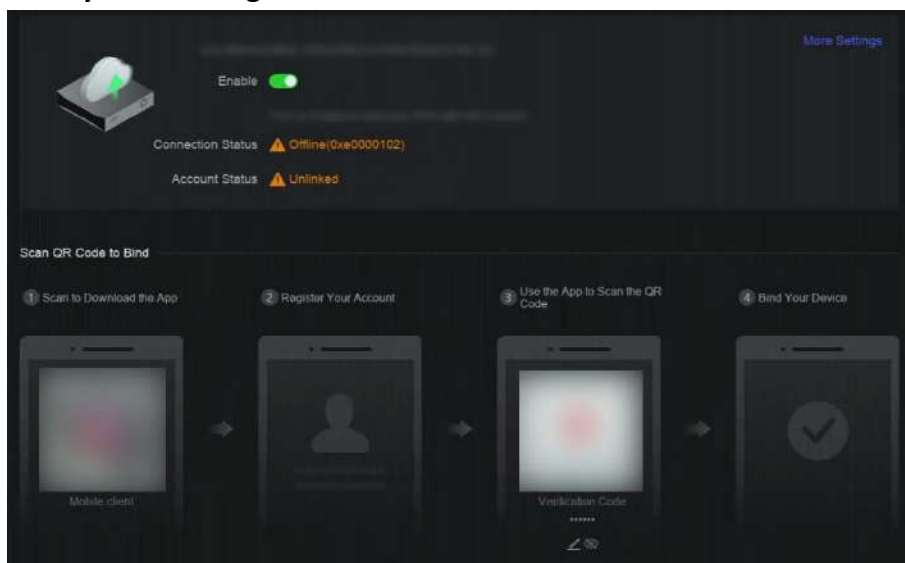 More Settings
Enable
Connection Status Offline(0xe0000102)
Account Status Unlinked
Scan QR Code to Bind
1 Scan to Download the App
2 Register Your Account
3 Use the App to Scan the QR
Code
4 Bind Your Device
Mobile client
Verification Code
******